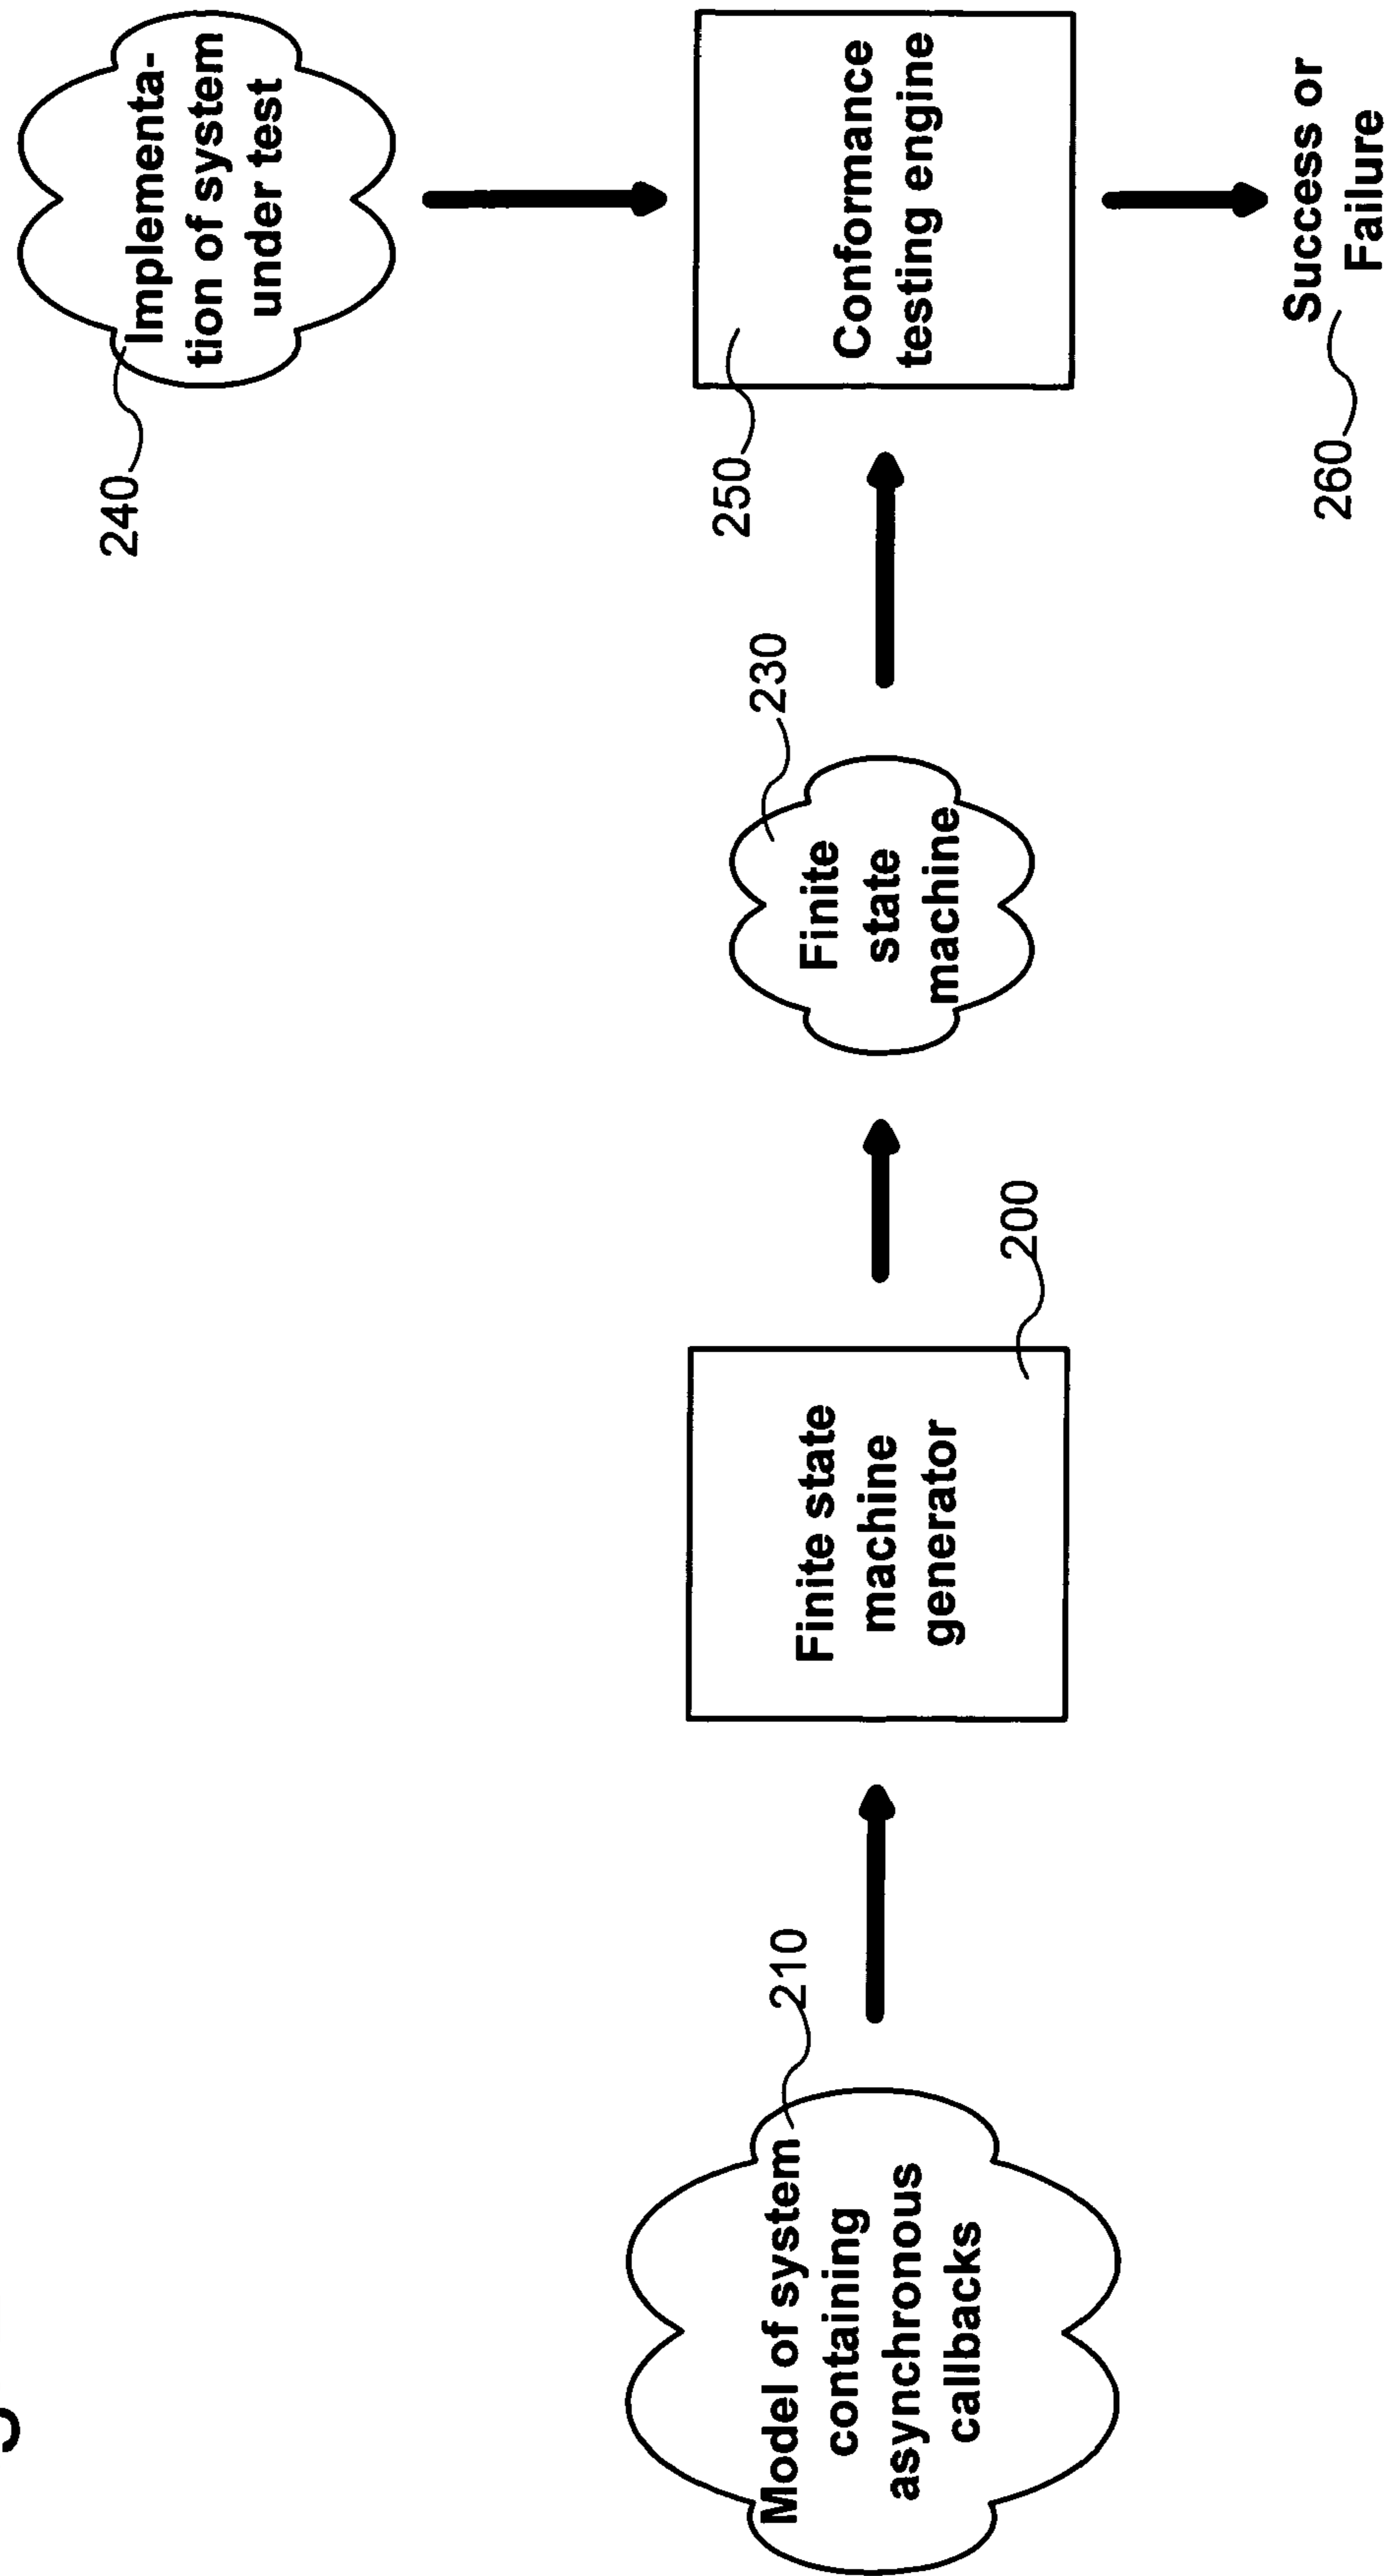 240
Implementa-
tion of system
under test
210
Model of system
containing
asynchronous
callbacks
Finite state
machine
generator
200
230
Finite
state
machine
250
Conformance
testing engine
260
Success or
Failure